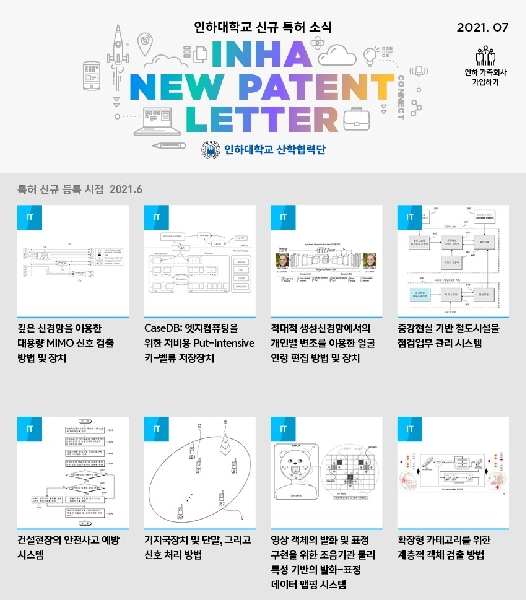 인하대학교 신규 특허 소식
2021. 07
INHA
NEW PATENT
LETTER
CONNECT
인하 가족회사
가입하기
인하대학교 산학협력단
특허 신규 등록 시점 2021.6
IT
IT
IT
IT
깊은 신경망을 이용한
대용량 MIMO 신호 검출
방법 및 장치
CaseDB: 엣지컴퓨팅을
위한 저비용 Put-Intensive
키-밸류 저장장치
적대적 생성신경망에서의
개인별 변조를 이용한 얼굴
연령 편집 방법 및 장치
증강현실 기반 철도시설물
점검업무 관리 시스템
IT
IT
IT
IT
건설현장의 안전사고 예방
시스템
기지국장치 및 단말, 그리고
신호 처리 방법
영상 객체의 발화 및 표정
구현을 위한 조음기관 물리
특성 기반의 발화-표정
데이터 맵핑 시스템
확장형 카테고리를 위한
계층적 객체 검출 방법